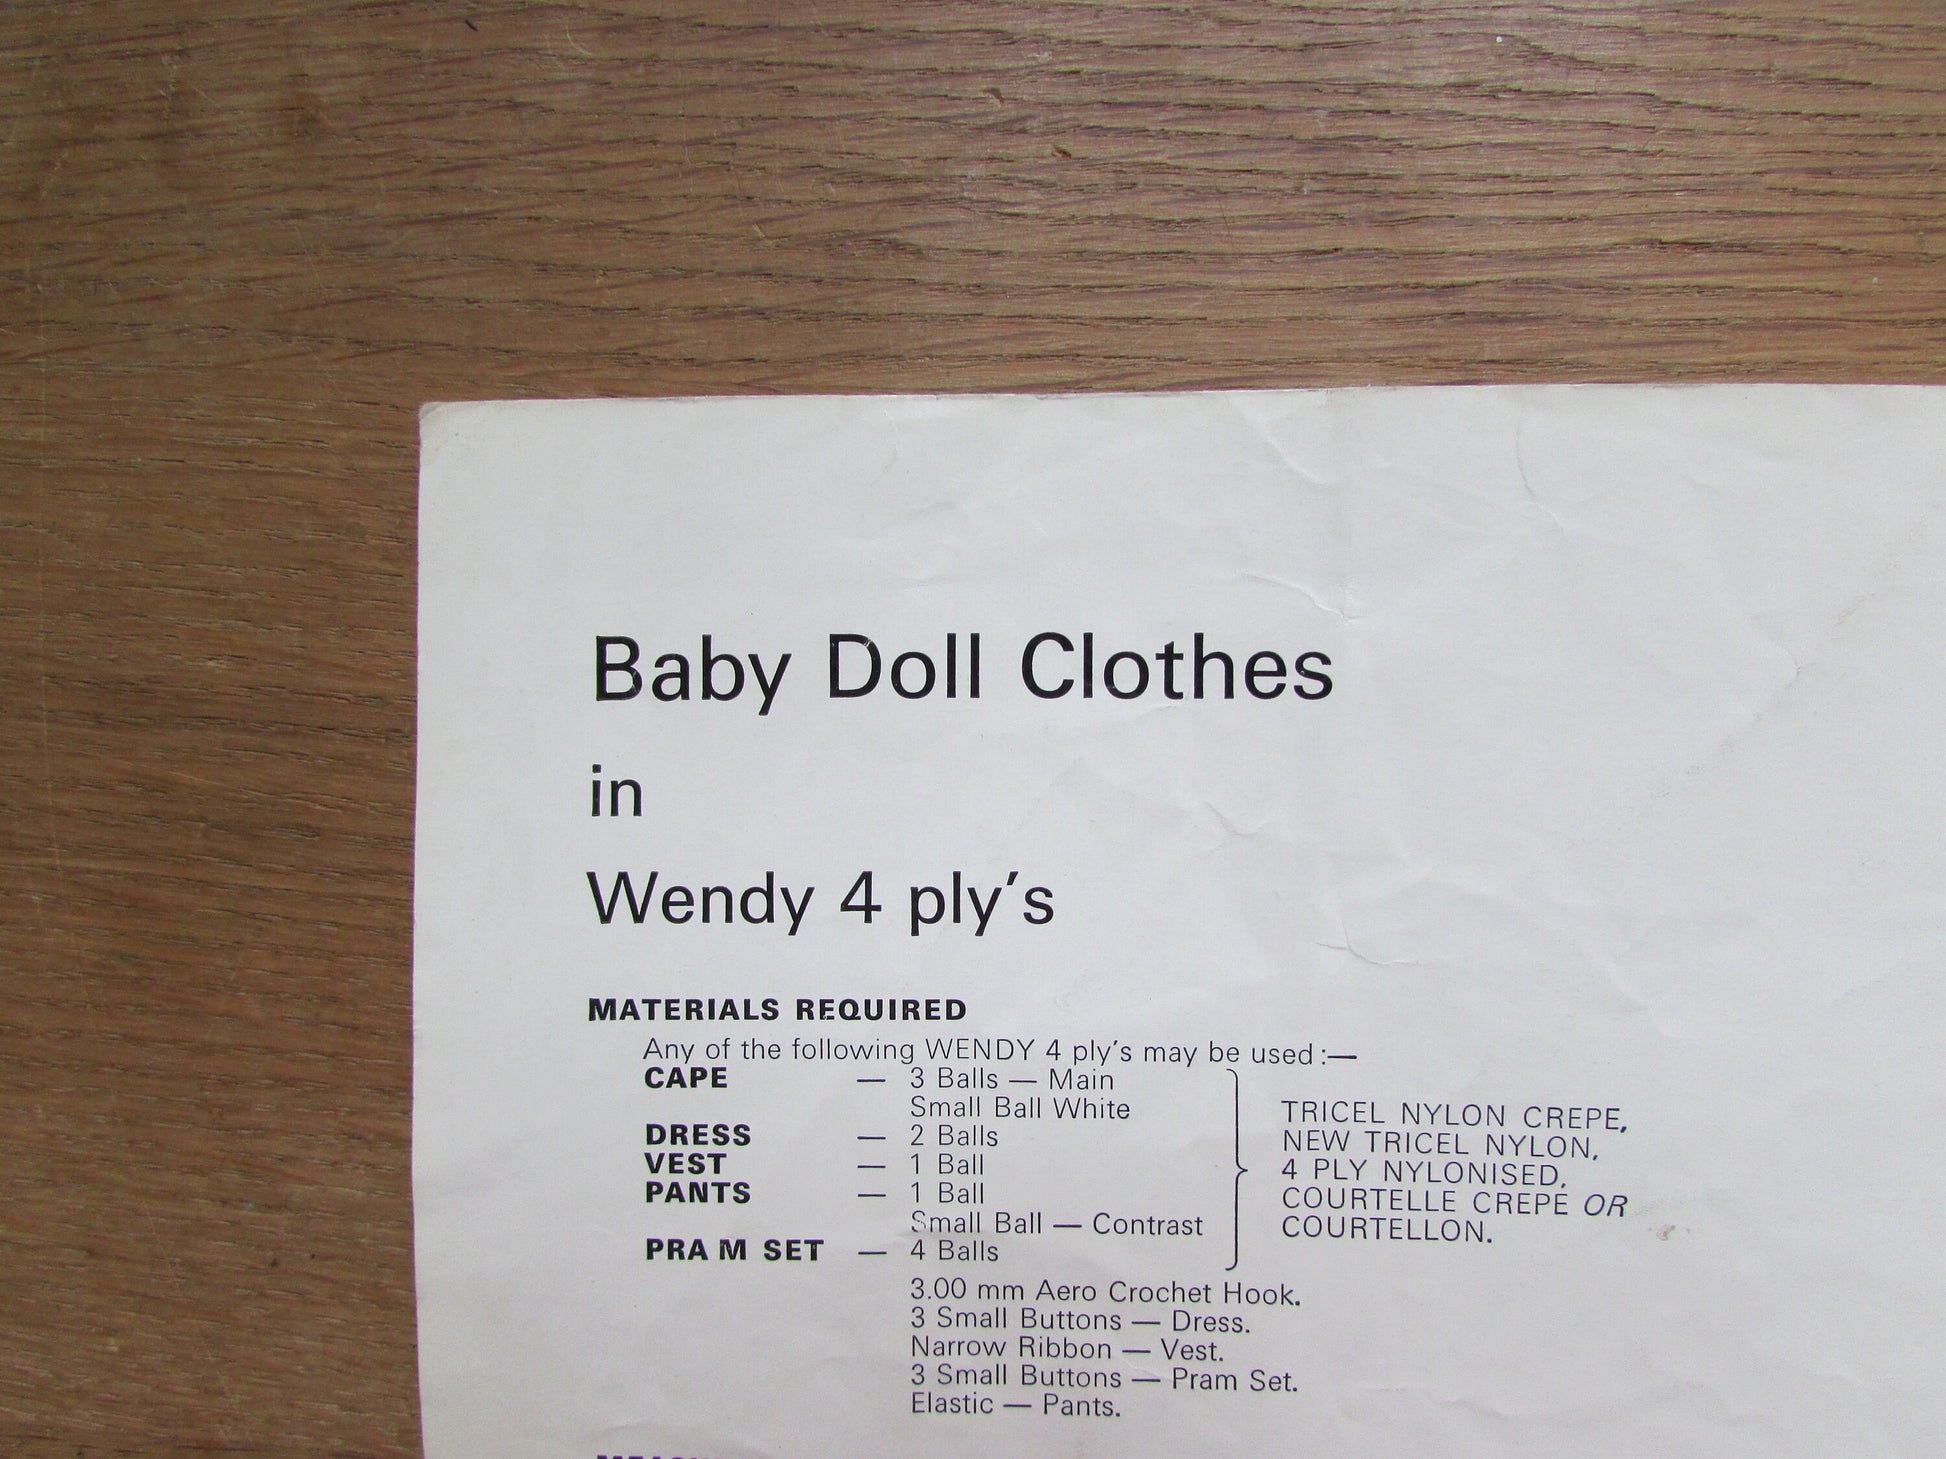 Baby Doll Clothes
in
Wendy 4 ply's
MATERIALS REQUIRED
Any of the following WENDY 4 ply's may be used :—
CAPE — 3 Balls — Main
Small Ball White
DRESS — 2 Balls
VEST — 1 Ball
PANTS — 1 Ball
Small Ball — Contrast
PRAM SET — 4 Balls
TRICEL NYLON CREPE,
NEW TRICEL NYLON,
4 PLY NYLONISED,
COURTELLE CREPE OR
COURTELLON.
3.00 mm Aero Crochet Hook.
3 Small Buttons — Dress.
Narrow Ribbon — Vest.
3 Small Buttons — Pram Set.
Elastic — Pants.